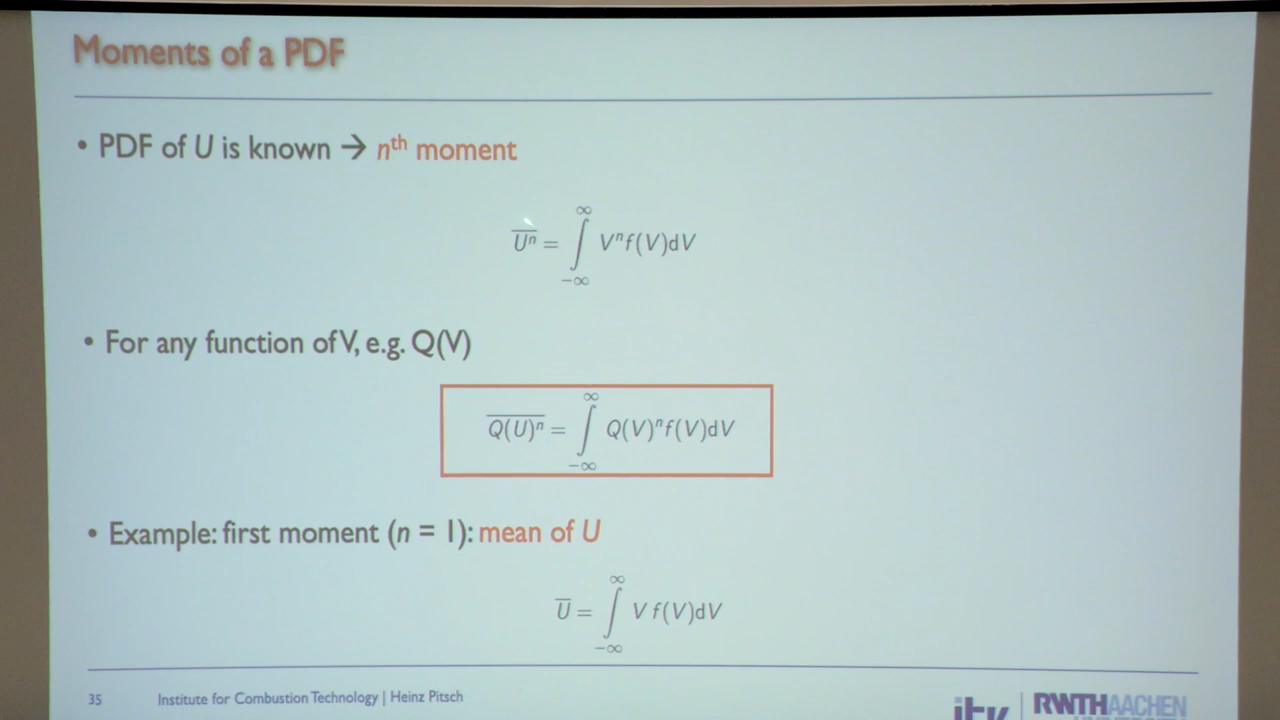 Moments of a PDF
• PDF of U is known → nᵗʰ moment
$\overline{U^n} = \int_{-\infty}^{\infty} V^n f(V) dV$
• For any function of V, e.g. Q(V)
$\overline{Q(U)^n} = \int_{-\infty}^{\infty} Q(V)^n f(V) dV$
• Example: first moment (n = 1): mean of U
$\overline{U} = \int_{-\infty}^{\infty} V f(V) dV$
35 Institute for Combustion Technology | Heinz Pitsch
itv RWTHAACHEN